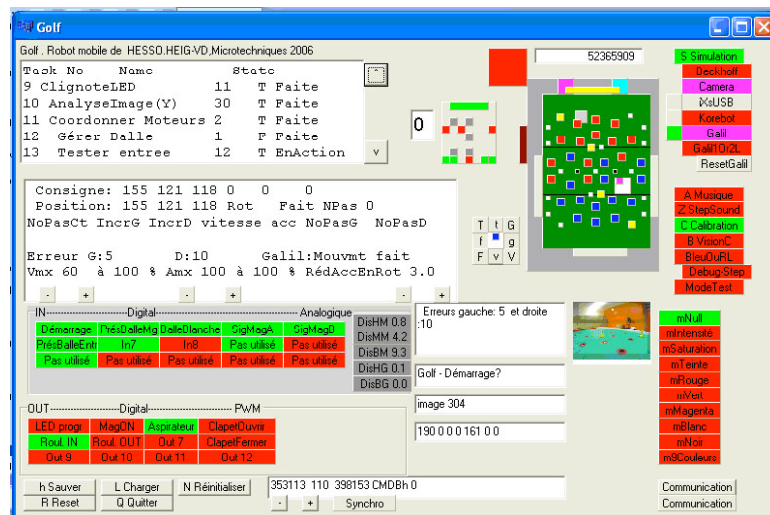 Golf
Golf . Robot mobile de HESSO.HEIG-VD,Microtechniques 2006
Task No Name State
9 ClignoteLED 11 T Faite
10 AnalyseImage(Y) 30 T Faite
11 Coordonner Moteurs 2 T Faite
12 Gérer Dalle 1 P Faite
13 Tester entree 12 T EnAction
v
0
52365909
S Simulation
Deckhoff
Camera
iXsUSB
Korebot
Galil
Galil1Or2L
ResetGalil
A Musique
Z StepSound
C Calibration
B VisionC
BleuOuRL
Debug-Step
ModeTest
Consigne: 155 121 118 0 0 0
Position: 155 121 118 Rot Fait NPas 0
NoPasCt IncrG IncrD vitesse acc NoPasG NoPasD
Erreur G:5 D:10 Galil:Mouvmt fait
Vmx 60 à 100 % Amx 100 à 100 % RédAccEnRot 3.0
- + - + - +
T t G
f g
F v V
IN Digital Analogique
Démarrage PrésDalleMg DalleDlanche SigMagA SigMagD
PrésBalleEntr In7 In8 Pas utilisé Pas utilisé
Pas utilisé Pas utilisé Pas utilisé Pas utilisé Pas utilisé
DisHM 0.8
DisMM 4.2
DisBM 9.3
DisHG 0.1
DisBG 0.0
Erreurs gauche: 5 et droite
:10
Golf - Démarrage?
image 304
190 0 0 0 161 0 0
mNull
mIntensité
mSaturation
mTeinte
mRouge
mVert
mMagenta
mBlanc
mNoir
m9Couleurs
OUT Digital PWM
LED progr MagON Aspirateur ClapetOuvrir
Roul. IN Roul. OUT Out 7 ClapetFermer
Out 9 Out 10 Out 11 Out 12
h Sauver L Charger N Réinitialiser
R Reset Q Quitter
353113 110 398153 CMDBh 0
- + Synchro
Communication
Communication